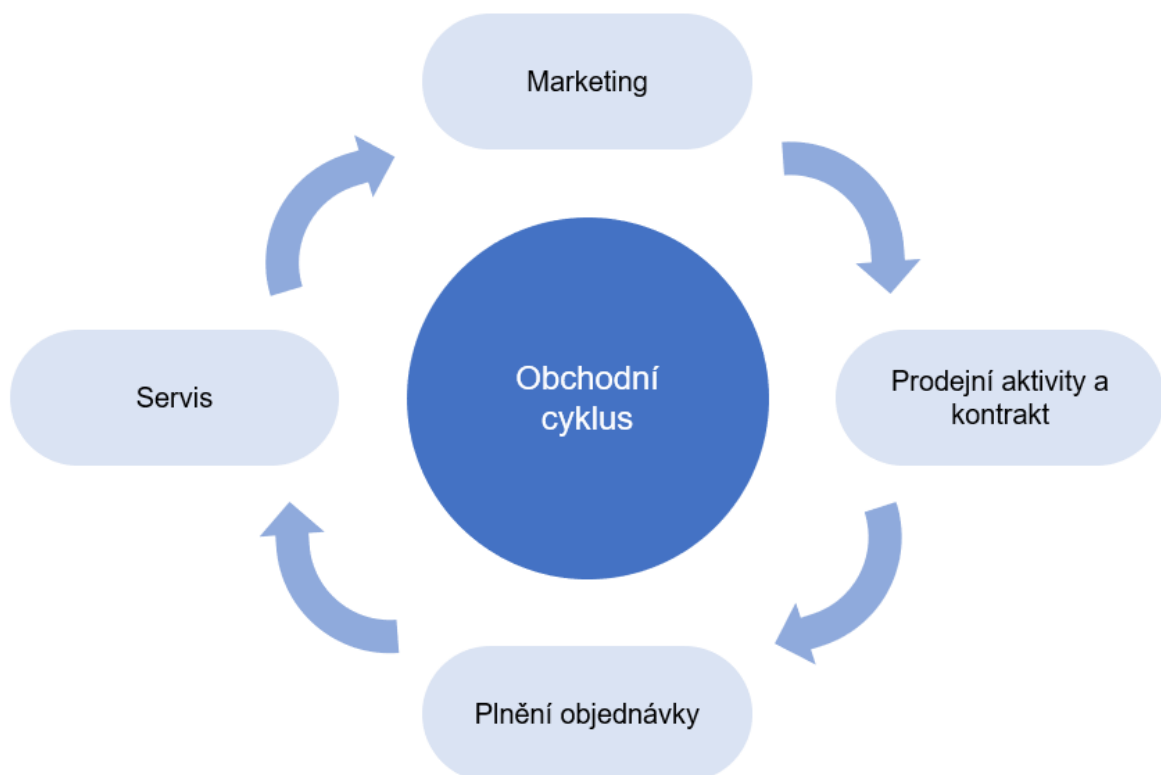 Marketing
Prodejní aktivity a
kontrakt
Obchodní
cyklus
Servis
Plnění objednávky